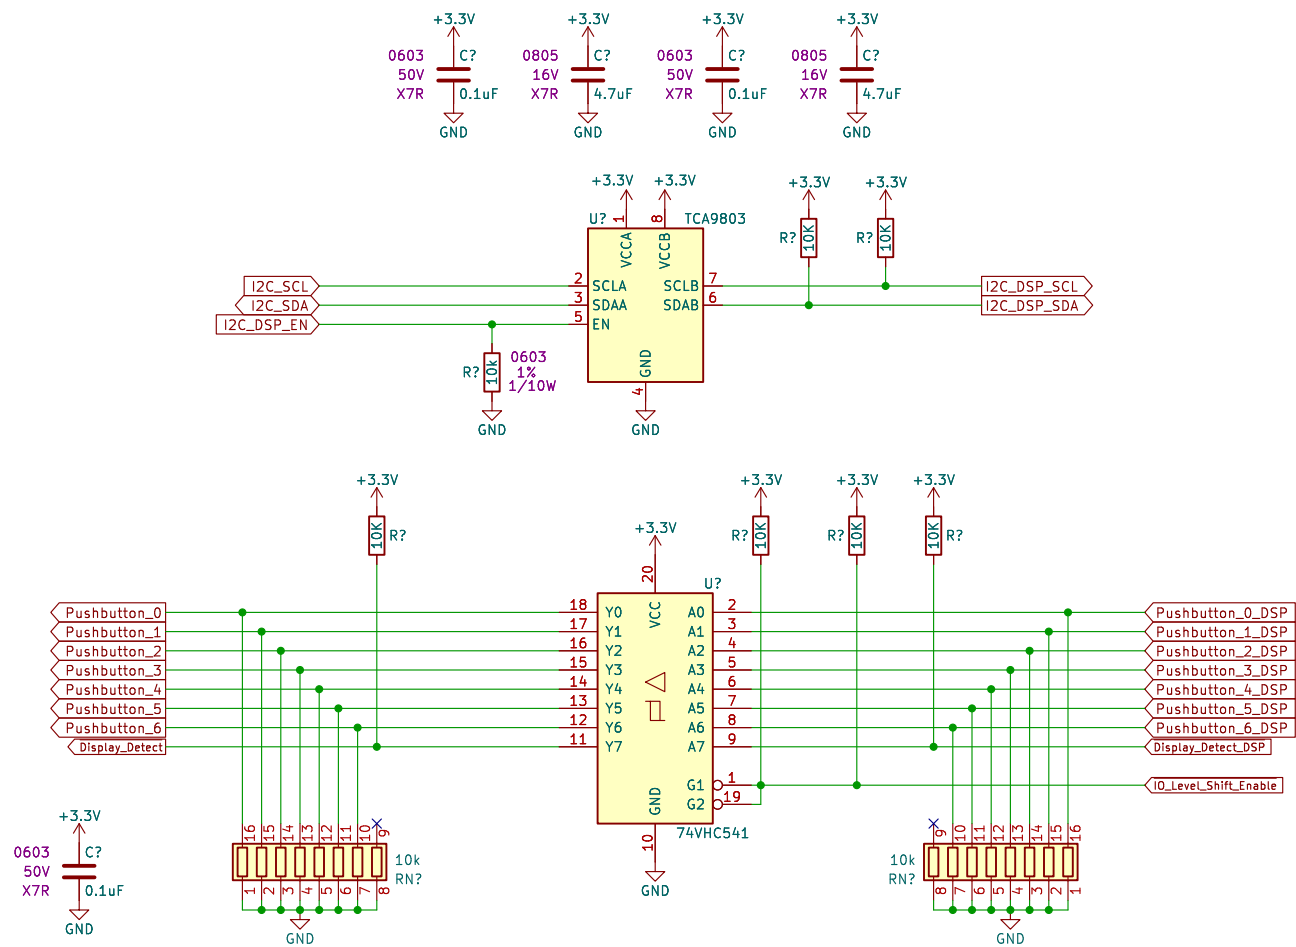 +3.3V +3.3V +3.3V +3.3V
0603 C? 0805 C? 0603 C? 0805 C?
50V 16V 50V 16V
X7R 0.1uF X7R 4.7uF X7R 0.1uF X7R 4.7uF
GND GND GND GND
+3.3V +3.3V +3.3V +3.3V
U? 1 8 TCA9803
VCCA VCCB R? 10K R? 10K
I2C_SCL 2 SCLA SCLB 7 I2C_DSP_SCL
I2C_SDA 3 SDAA SDAB 6 I2C_DSP_SDA
I2C_DSP_EN 5 EN
GND
R? 10k 0603
1%
1/10W
4
GND GND
+3.3V +3.3V +3.3V +3.3V
+3.3V
10K R? R? 10K R? 10K 10K R?
20 U?
VCC
Pushbutton_0 18 Y0 A0 2 Pushbutton_0_DSP
Pushbutton_1 17 Y1 A1 3 Pushbutton_1_DSP
Pushbutton_2 16 Y2 A2 4 Pushbutton_2_DSP
Pushbutton_3 15 Y3 A3 5 Pushbutton_3_DSP
Pushbutton_4 14 Y4 A4 6 Pushbutton_4_DSP
Pushbutton_5 13 Y5 A5 7 Pushbutton_5_DSP
Pushbutton_6 12 Y6 A6 8 Pushbutton_6_DSP
Display_Detect 11 Y7 A7 9 Display_Detect_DSP
G1 1 IO_Level_Shift_Enable
GND G2 19
+3.3V 74VHC541
16 15 14 13 12 11 10 9 10 9 10 11 12 13 14 15 16
0603 C? 10k 10k
50V RN? RN?
X7R 0.1uF 1 2 3 4 5 6 7 8 GND 8 7 6 5 4 3 2 1
GND GND GND